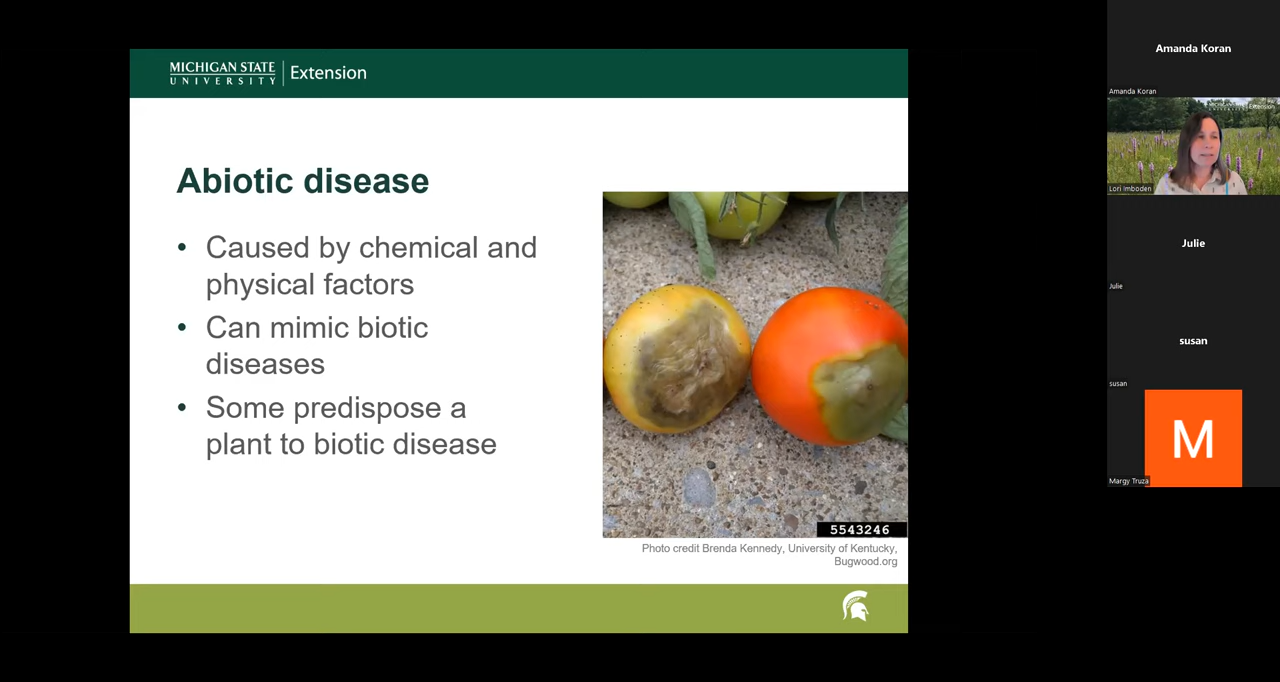 MICHIGAN STATE
UNIVERSITY
Extension
Abiotic disease
• Caused by chemical and
physical factors
• Can mimic biotic
diseases
• Some predispose a
plant to biotic disease
5543246
Photo credit Brenda Kennedy, University of Kentucky,
Bugwood.org
Amanda Koran
Amanda Koran
Extension
Lori Imboden
Julie
Julie
susan
susan
M
Margy Truza